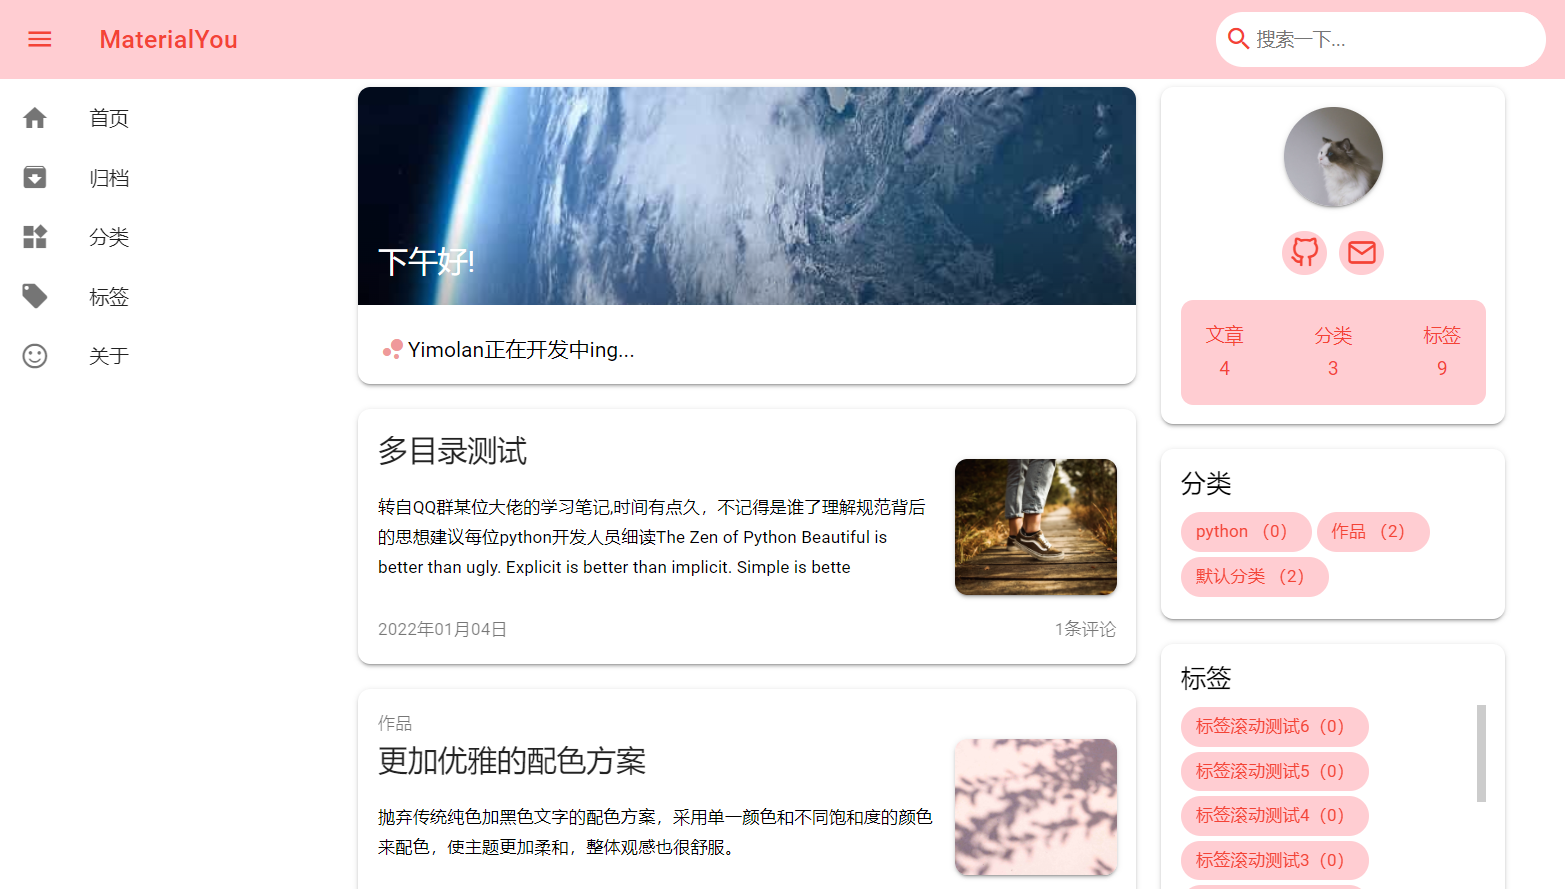 MaterialYou
搜索一下...
首页
归档
分类
标签
关于
下午好!
Yimolan正在开发中ing...
多目录测试
转自QQ群某位大佬的学习笔记,时间有点久，不记得是谁了理解规范背后
的思想建议每位python开发人员细读The Zen of Python Beautiful is
better than ugly. Explicit is better than implicit. Simple is bette
2022年01月04日
1条评论
作品
更加优雅的配色方案
抛弃传统纯色加黑色文字的配色方案，采用单一颜色和不同饱和度的颜色
来配色，使主题更加柔和，整体观感也很舒服。
文章 分类 标签
4 3 9
分类
python （0） 作品 （2）
默认分类 （2）
标签
标签滚动测试6（0）
标签滚动测试5（0）
标签滚动测试4（0）
标签滚动测试3（0）